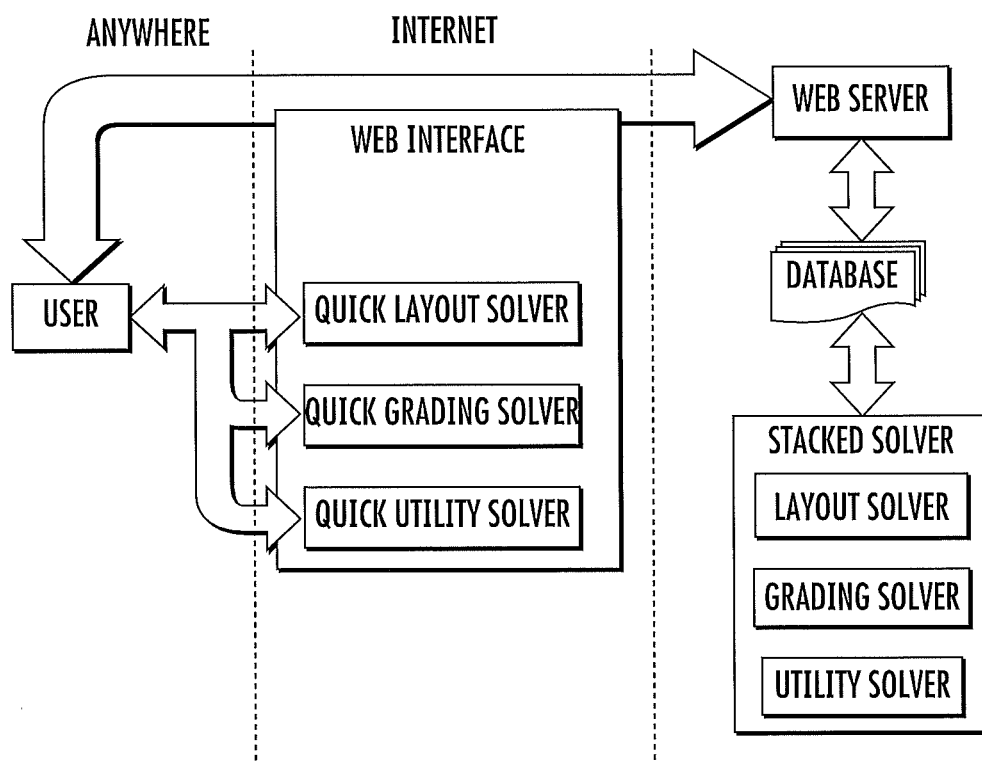 ANYWHERE
INTERNET
WEB SERVER
WEB INTERFACE
DATABASE
USER
QUICK LAYOUT SOLVER
QUICK GRADING SOLVER
QUICK UTILITY SOLVER
STACKED SOLVER
LAYOUT SOLVER
GRADING SOLVER
UTILITY SOLVER